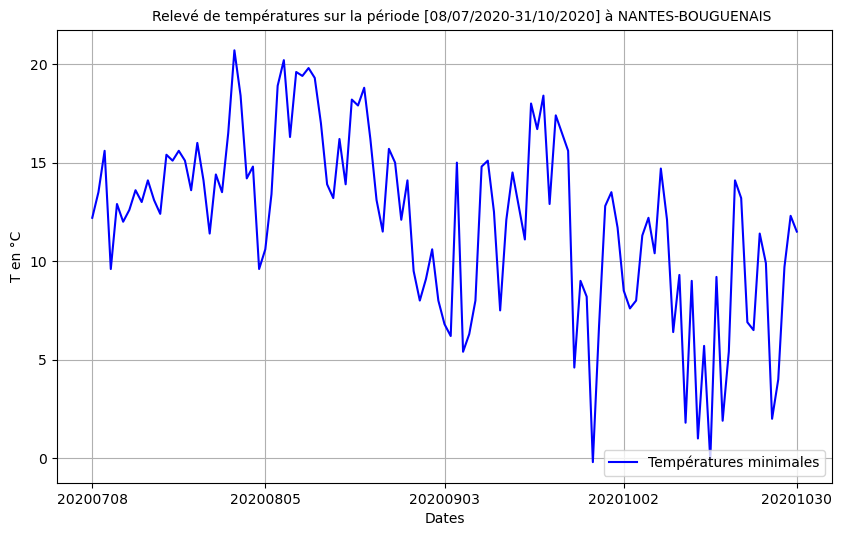 Relevé de températures sur la période [08/07/2020-31/10/2020] à NANTES-BOUGUENAIS
T en °C
20
15
10
5
0
Températures minimales
20200708 20200805 20200903 20201002 20201030
Dates